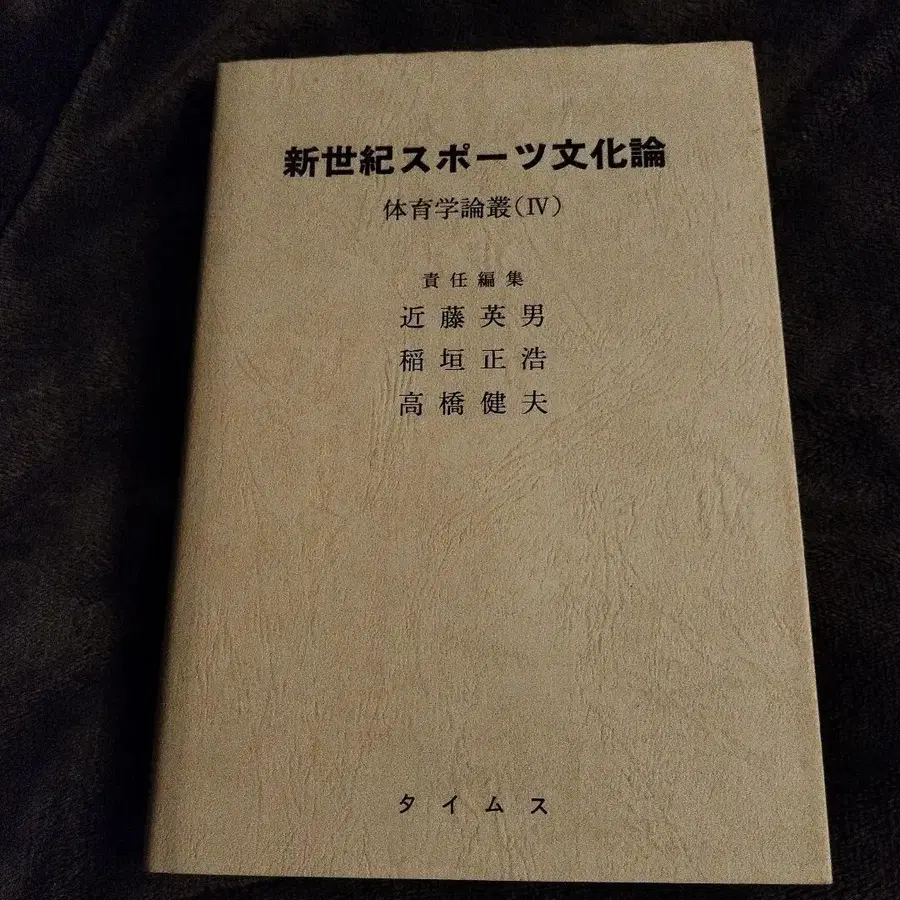 新世紀スポーツ文化論
体育学論叢(Ⅳ)
責任編集
近藤英男
稲垣正浩
高橋健夫
タイムス